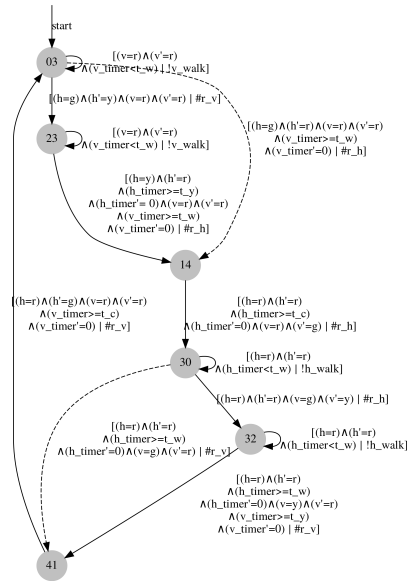 start
03
[(v=r)∧(v'=r)
∧(v_timer<t_w) | !v_walk]
[(h=g)∧(h'=y)∧(v=r)∧(v'=r) | #r_v]
[(h=g)∧(h'=r)∧(v=r)∧(v'=r)
∧(v_timer>=t_w)
∧(v_timer'=0) | #r_h]
23
[(v=r)∧(v'=r)
∧(v_timer<t_w) | !v_walk]
[(h=y)∧(h'=r)
∧(h_timer>=t_y)
∧(h_timer'= 0)∧(v=r)∧(v'=r)
∧(v_timer>=t_w)
∧(v_timer'=0) | #r_h]
14
[(h=r)∧(h'=g)∧(v=r)∧(v'=r)
∧(v_timer>=t_c)
∧(v_timer'=0) | #r_v]
[(h=r)∧(h'=r)
∧(h_timer>=t_c)
∧(h_timer'=0)∧(v=r)∧(v'=g) | #r_h]
30
[(h=r)∧(h'=r)
∧(h_timer<t_w) | !h_walk]
[(h=r)∧(h'=r)∧(v=g)∧(v'=y) | #r_h]
[(h=r)∧(h'=r)
∧(h_timer>=t_w)
∧(h_timer'=0)∧(v=g)∧(v'=r) | #r_v]
32
[(h=r)∧(h'=r)
∧(h_timer<t_w) | !h_walk]
[(h=r)∧(h'=r)
∧(h_timer>=t_w)
∧(h_timer'=0)∧(v=y)∧(v'=r)
∧(v_timer>=t_y)
∧(v_timer'=0) | #r_v]
41